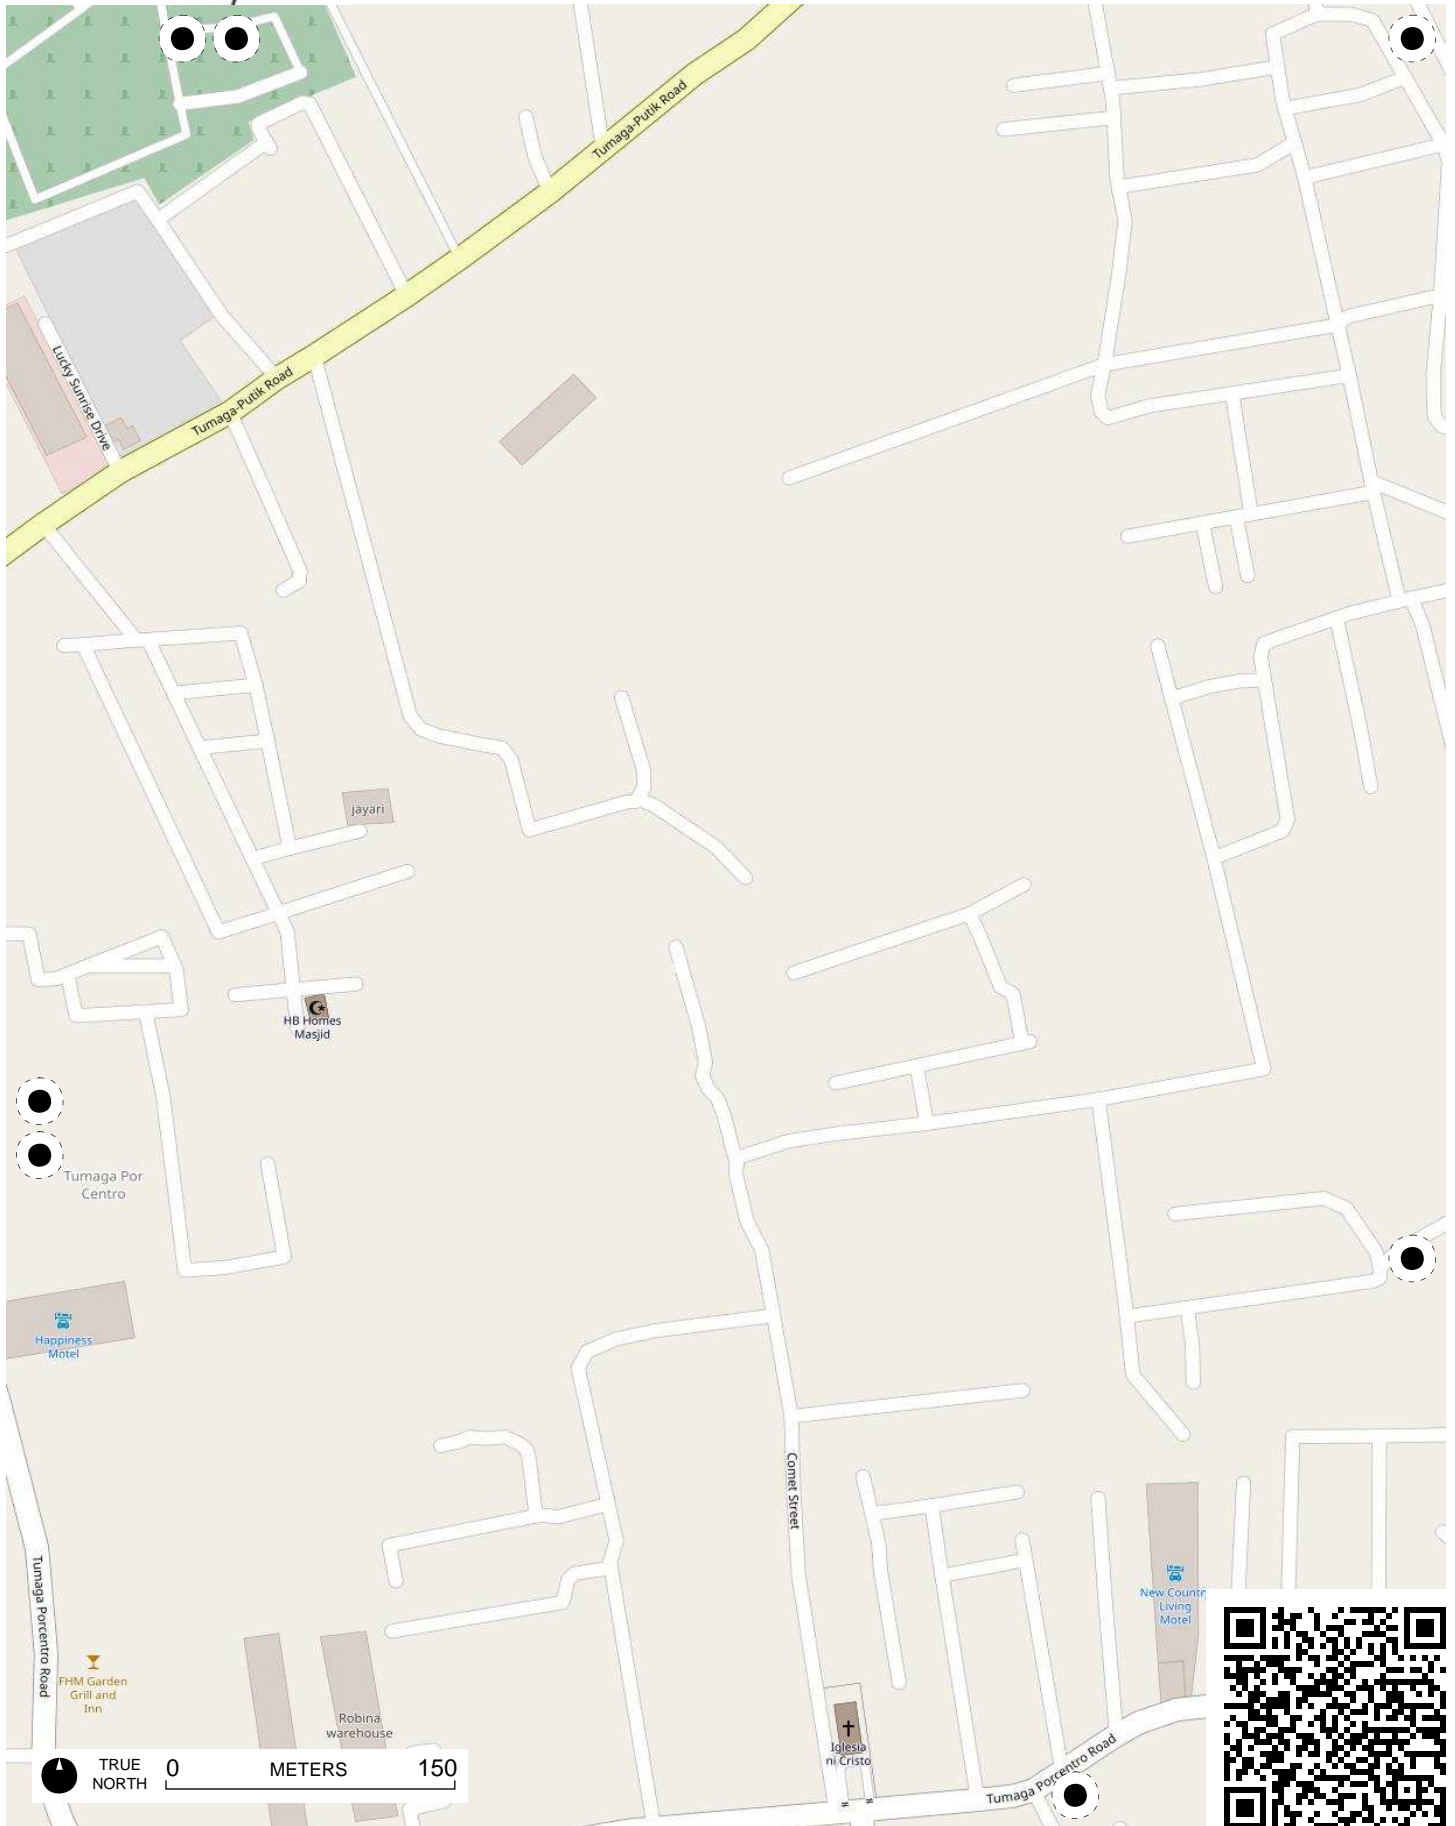 Tumaga-Putik Road
Lucky Sunrise Drive
Tumaga-Putik Road
jayari
HB Homes
Masjid
Tumaga Por
Centro
Happiness
Motel
Comet Street
Tumaga Porcentro Road
New Countr
Living
Motel
FHM Garden
Grill and
Inn
Robina
warehouse
Iglesia
ni Cristo
Tumaga Porcentro Road
TRUE
NORTH
0 METERS 150